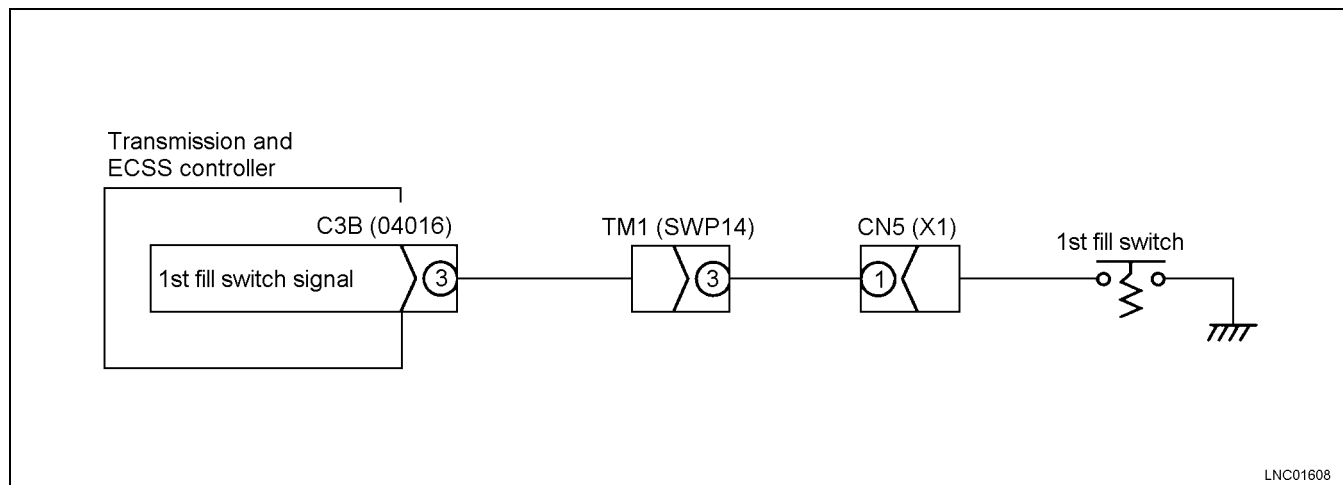 Transmission and
ECSS controller
C3B (04016)
TM1 (SWP14)
CN5 (X1)
1st fill switch
1st fill switch signal
3
3
1
LNC01608